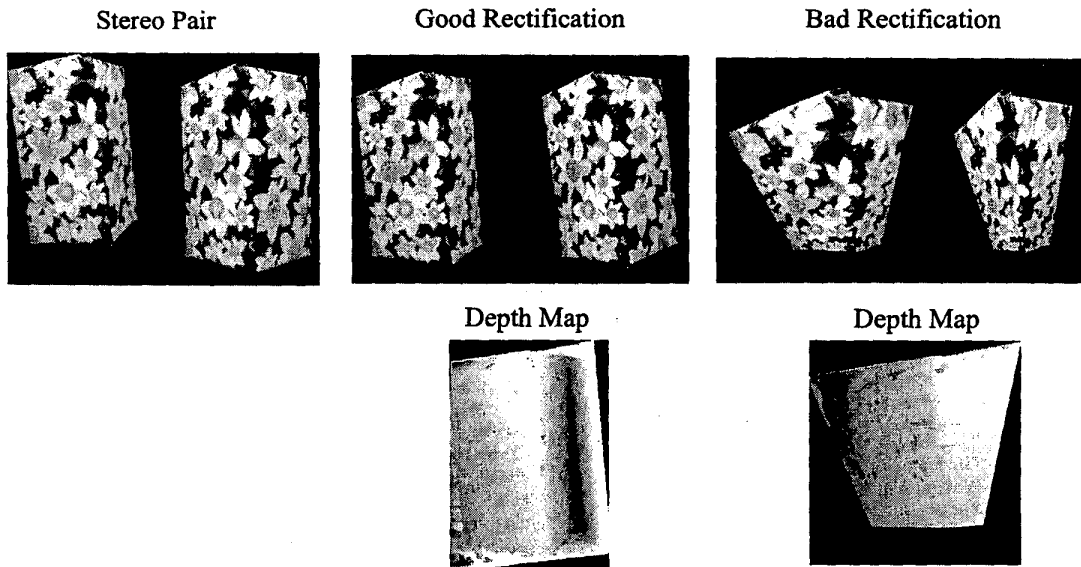 Stereo Pair
Good Rectification
Bad Rectification
Depth Map
Depth Map